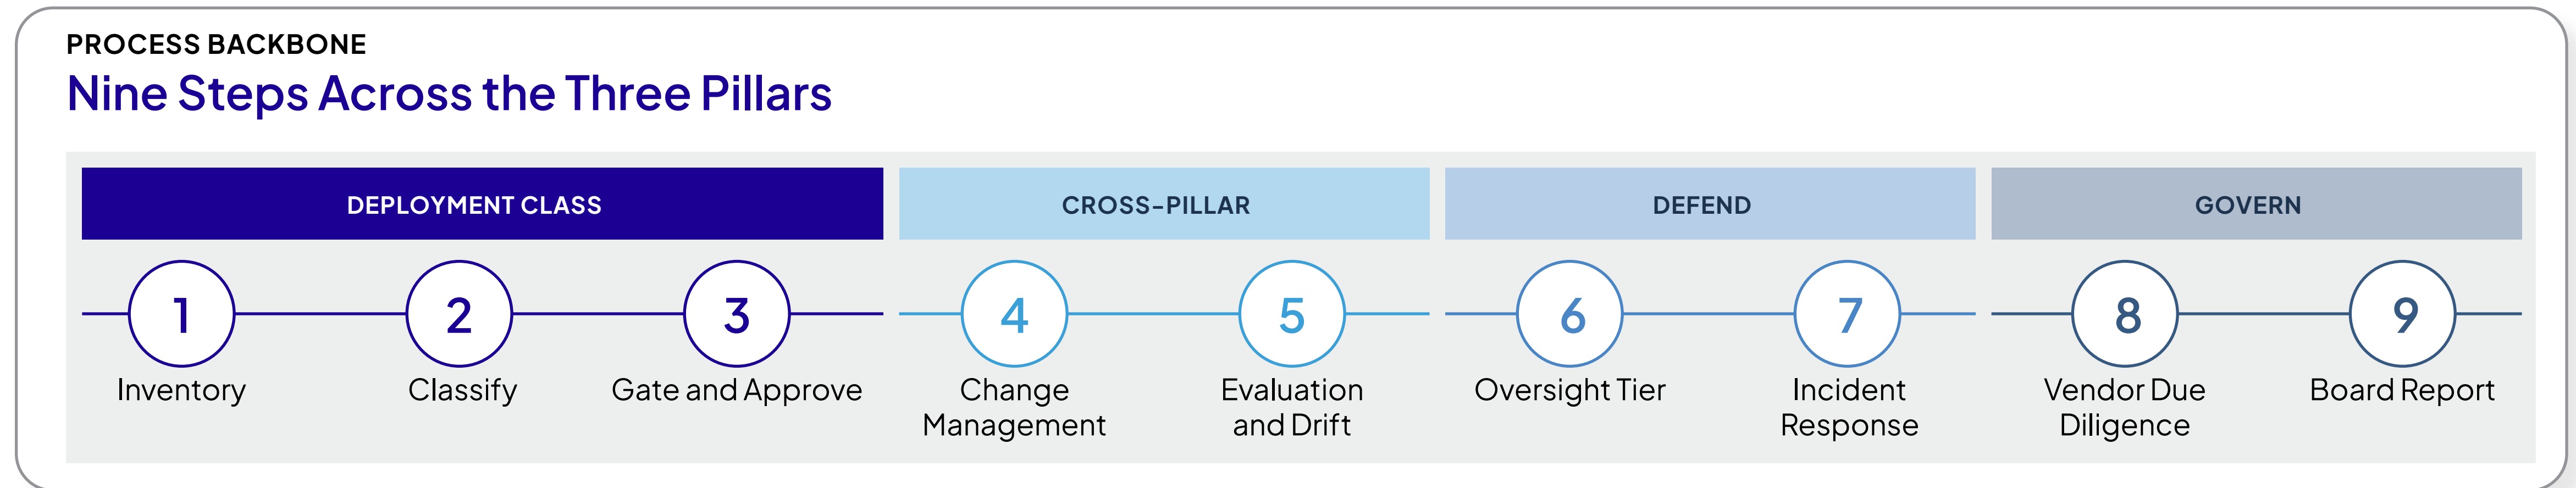 PROCESS BACKBONE
Nine Steps Across the Three Pillars
DEPLOYMENT CLASS
CROSS-PILLAR
DEFEND
GOVERN
1
2
3
4
5
6
7
8
9
Inventory
Classify
Gate and Approve
Change
Management
Evaluation
and Drift
Oversight Tier
Incident
Response
Vendor Due
Diligence
Board Report